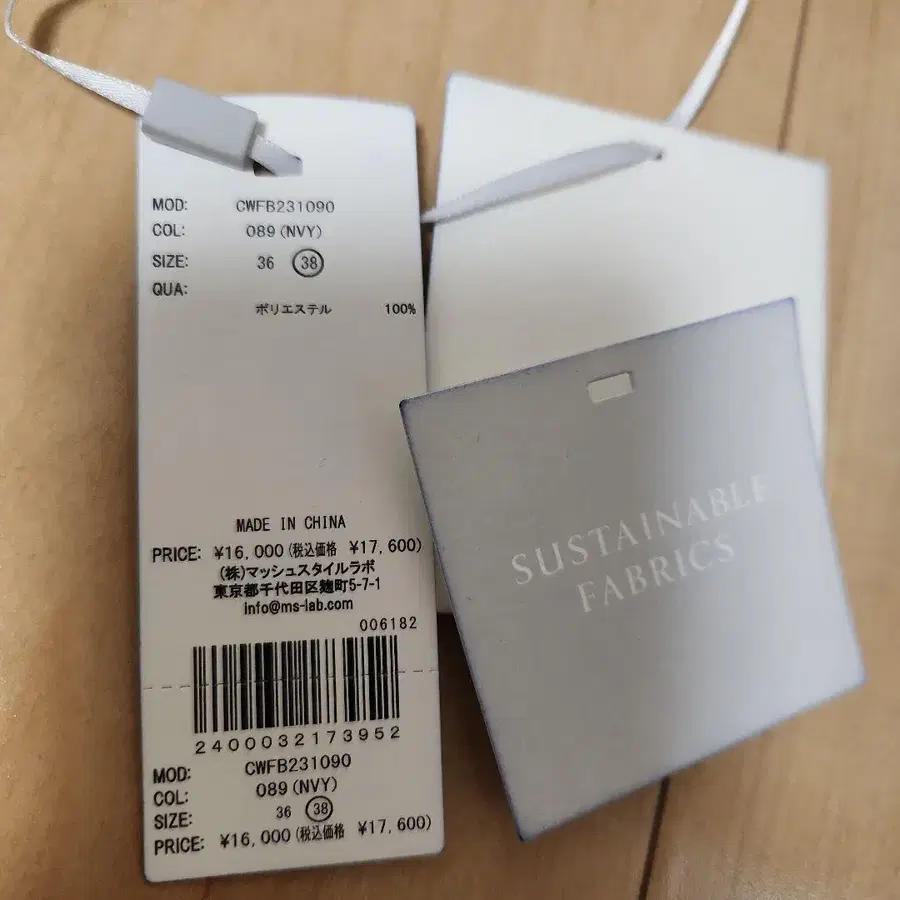 MOD: CWFB231090
COL: 089(NVY)
SIZE: 36 38
QUA:
ポリエステル 100%
MADE IN CHINA
PRICE: ¥16,000(税込価格 ¥17,600)
(株)マッシュスタイルラボ
東京都千代田区麹町5-7-1
info@ms-lab.com
006182
2400032173952
MOD: CWFB231090
COL: 089(NVY)
SIZE: 36 38
PRICE: ¥16,000(税込価格 ¥17,600)
SUSTAINABLE
FABRICS